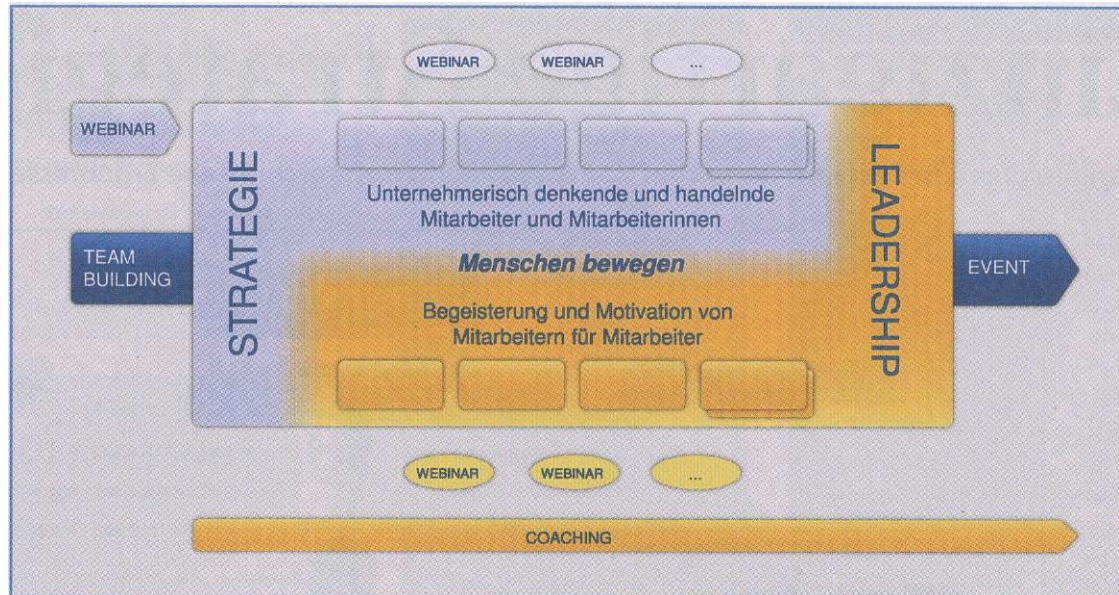 WEBINAR
WEBINAR
...
WEBINAR
STRATEGIE
LEADERSHIP
Unternehmerisch denkende und handelnde
Mitarbeiter und Mitarbeiterinnen
TEAM
BUILDING
Menschen bewegen
EVENT
Begeisterung und Motivation von
Mitarbeitern für Mitarbeiter
WEBINAR
WEBINAR
...
COACHING